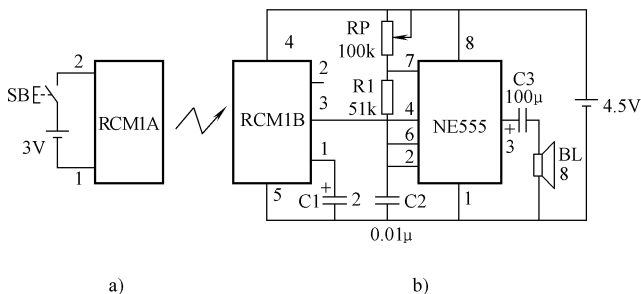 2
SB
3V
1
RCM1A
4
RCM1B
2
3
1
5
+
C1
2
RP
100k
R1
51k
7
4
6
2
C2
0.01μ
8
NE555
1
C3
100μ
+
3
BL
8
4.5V
a)
b)